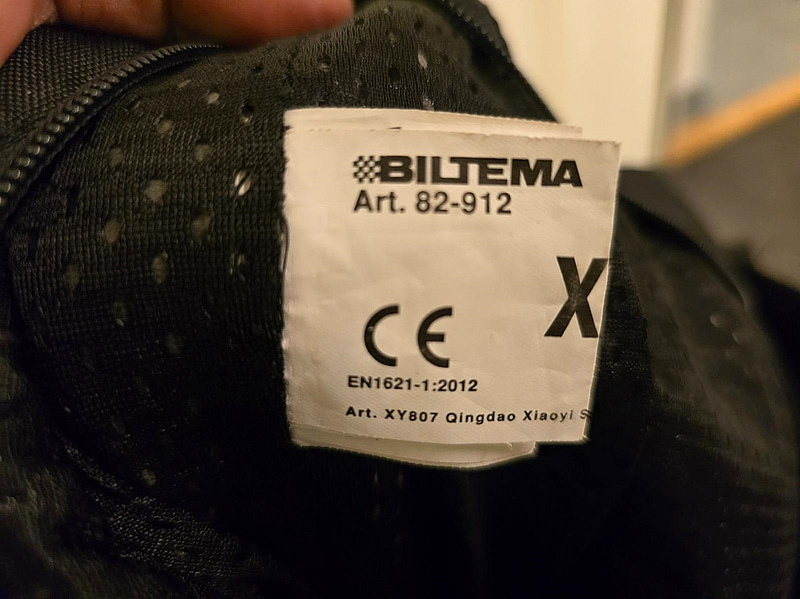 BILTEMA
Art. 82-912
X
CE
EN1621-1:2012
Art. XY807 Qingdao Xiaoyi S